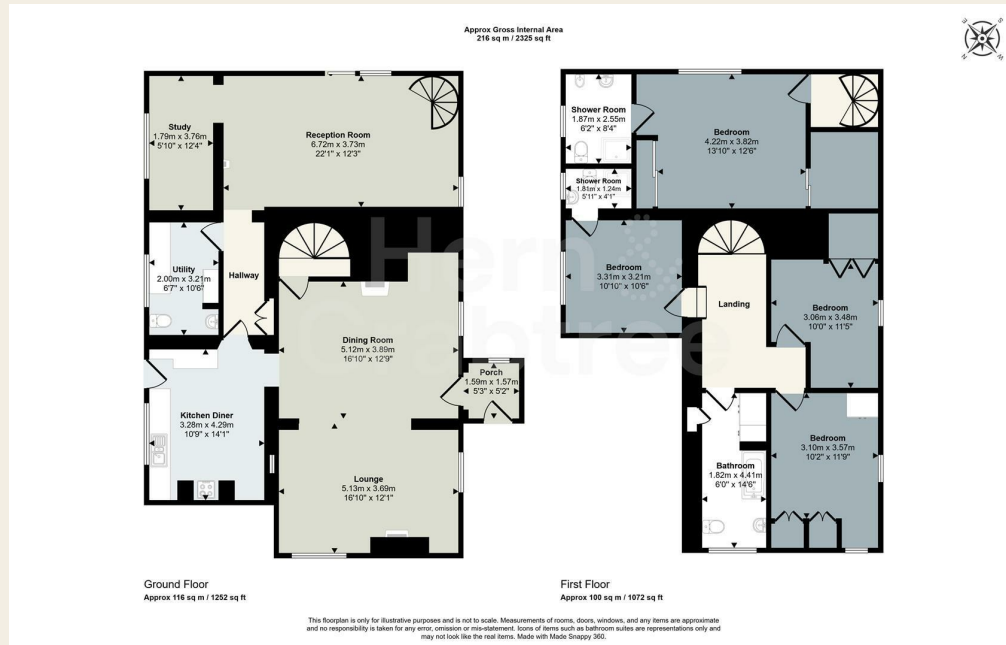 Approx Gross Internal Area
216 sq m / 2325 sq ft
Study
1.79m x 3.76m
5'10" x 12'4"
Reception Room
6.72m x 3.73m
22'1" x 12'3"
Utility
2.00m x 3.21m
6'7" x 10'6"
Hallway
Dining Room
5.12m x 3.89m
16'10" x 12'9"
Porch
1.59m x 1.57m
5'3" x 5'2"
Kitchen Diner
3.28m x 4.29m
10'9" x 14'1"
Lounge
5.13m x 3.69m
16'10" x 12'1"
Ground Floor
Approx 116 sq m / 1252 sq ft
Shower Room
1.87m x 2.55m
6'2" x 8'4"
Bedroom
4.22m x 3.82m
13'10" x 12'6"
Shower Room
1.81m x 1.24m
5'11" x 4'1"
Bedroom
3.31m x 3.21m
10'10" x 10'6"
Landing
Bedroom
3.06m x 3.48m
10'0" x 11'5"
Bedroom
3.10m x 3.57m
10'2" x 11'9"
Bathroom
1.82m x 4.41m
6'0" x 14'6"
First Floor
Approx 100 sq m / 1072 sq ft
Hern
Crabtree
N
E
S
W
This floorplan is only for illustrative purposes and is not to scale. Measurements of rooms, doors, windows, and any items are approximate
and no responsibility is taken for any error, omission or mis-statement. Icons of items such as bathroom suites are representations only and
may not look like the real items. Made with Made Snappy 360.